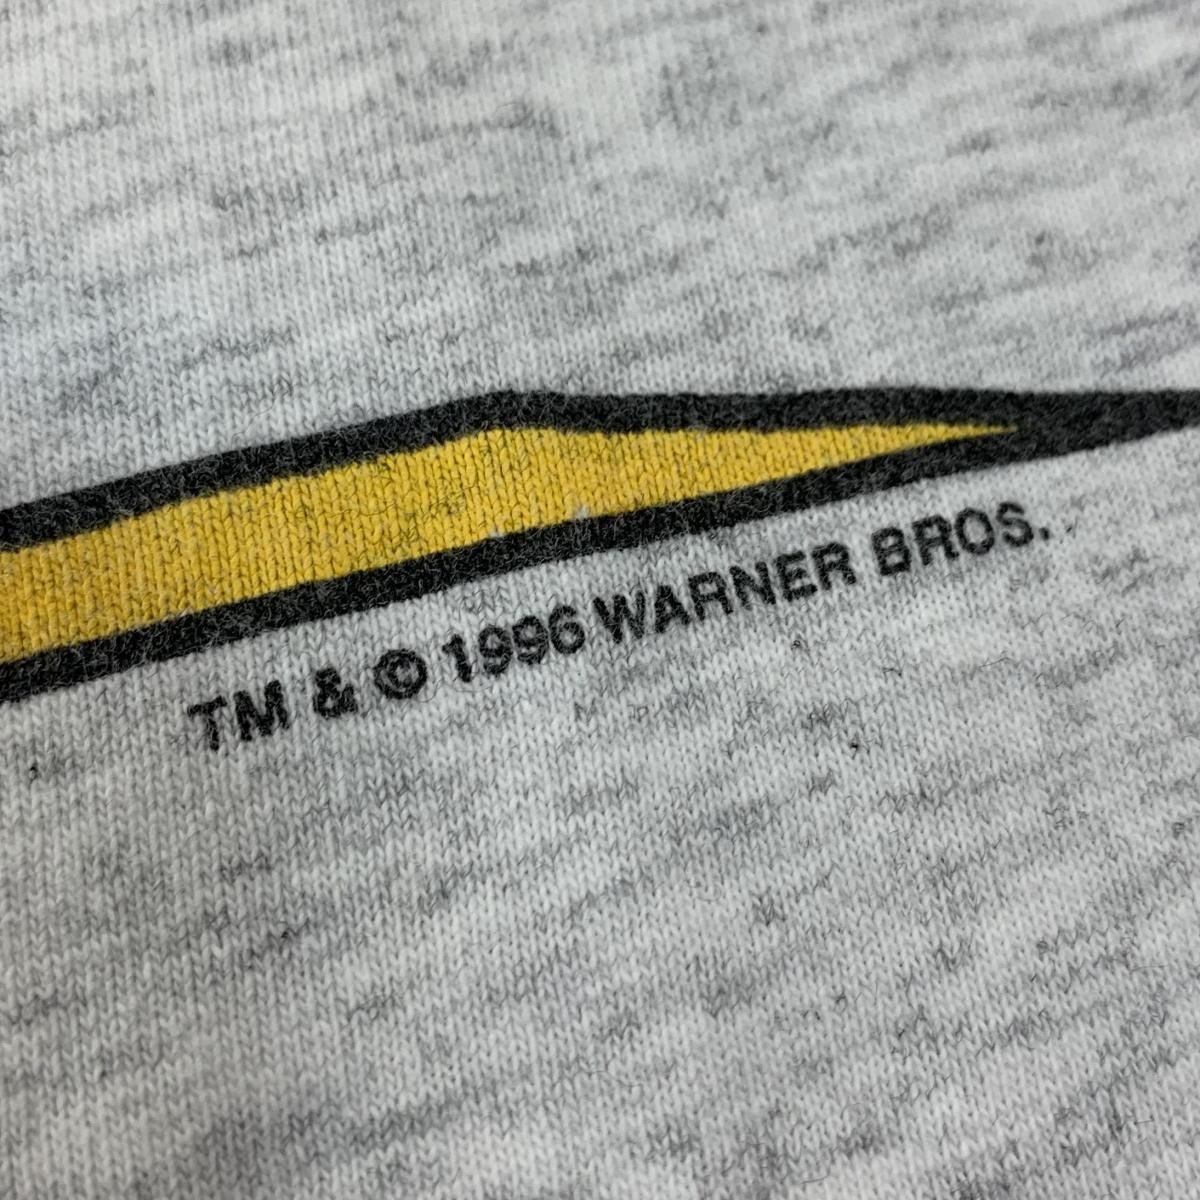 TM & © 1996 WARNER BROS.